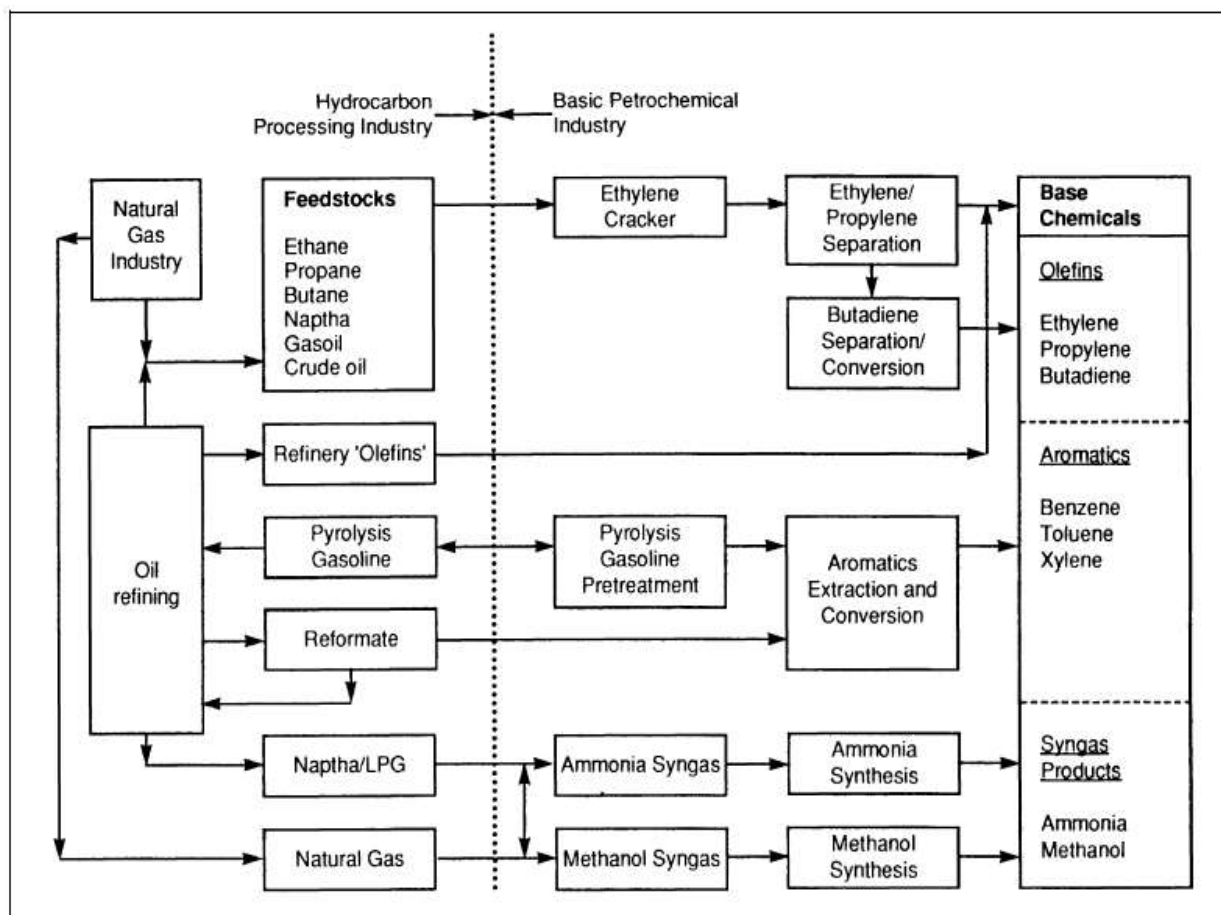 Hydrocarbon
Processing Industry
Basic Petrochemical
Industry
Natural
Gas
Industry
Feedstocks
Ethane
Propane
Butane
Naptha
Gasoil
Crude oil
Ethylene
Cracker
Ethylene/
Propylene
Separation
Butadiene
Separation/
Conversion
Base
Chemicals
Olefins
Ethylene
Propylene
Butadiene
Oil
refining
Refinery 'Olefins'
Pyrolysis
Gasoline
Pyrolysis
Gasoline
Pretreatment
Aromatics
Extraction and
Conversion
Aromatics
Benzene
Toluene
Xylene
Reformate
Naptha/LPG
Ammonia Syngas
Ammonia
Synthesis
Syngas
Products
Ammonia
Methanol
Natural Gas
Methanol Syngas
Methanol
Synthesis